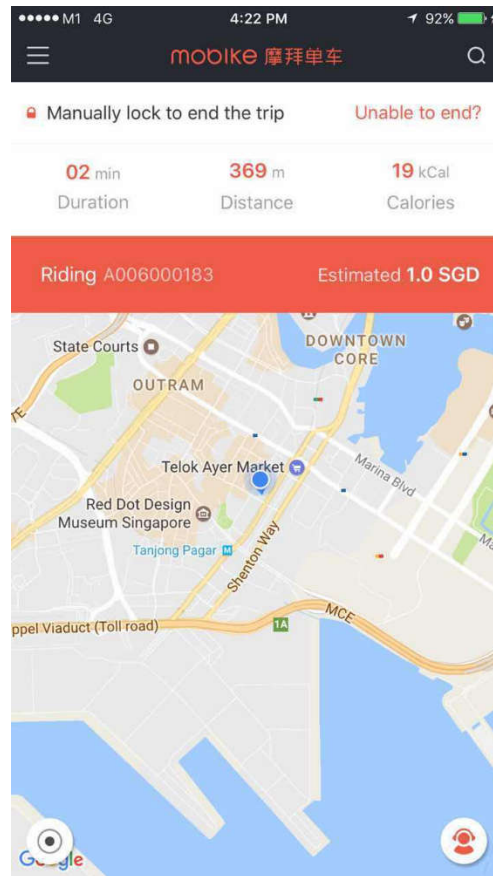 M1 4G 4:22 PM 92%
mobike 摩拜单车
Manually lock to end the trip Unable to end?
02 min 369 m 19 kCal
Duration Distance Calories
Riding A006000183 Estimated 1.0 SGD
State Courts
DOWNTOWN
CORE
OUTRAM
Telok Ayer Market
Marina Blvd
Red Dot Design
Museum Singapore
Tanjong Pagar M
Shenton Way
ppel Viaduct (Toll road)
1A
MCE
Google